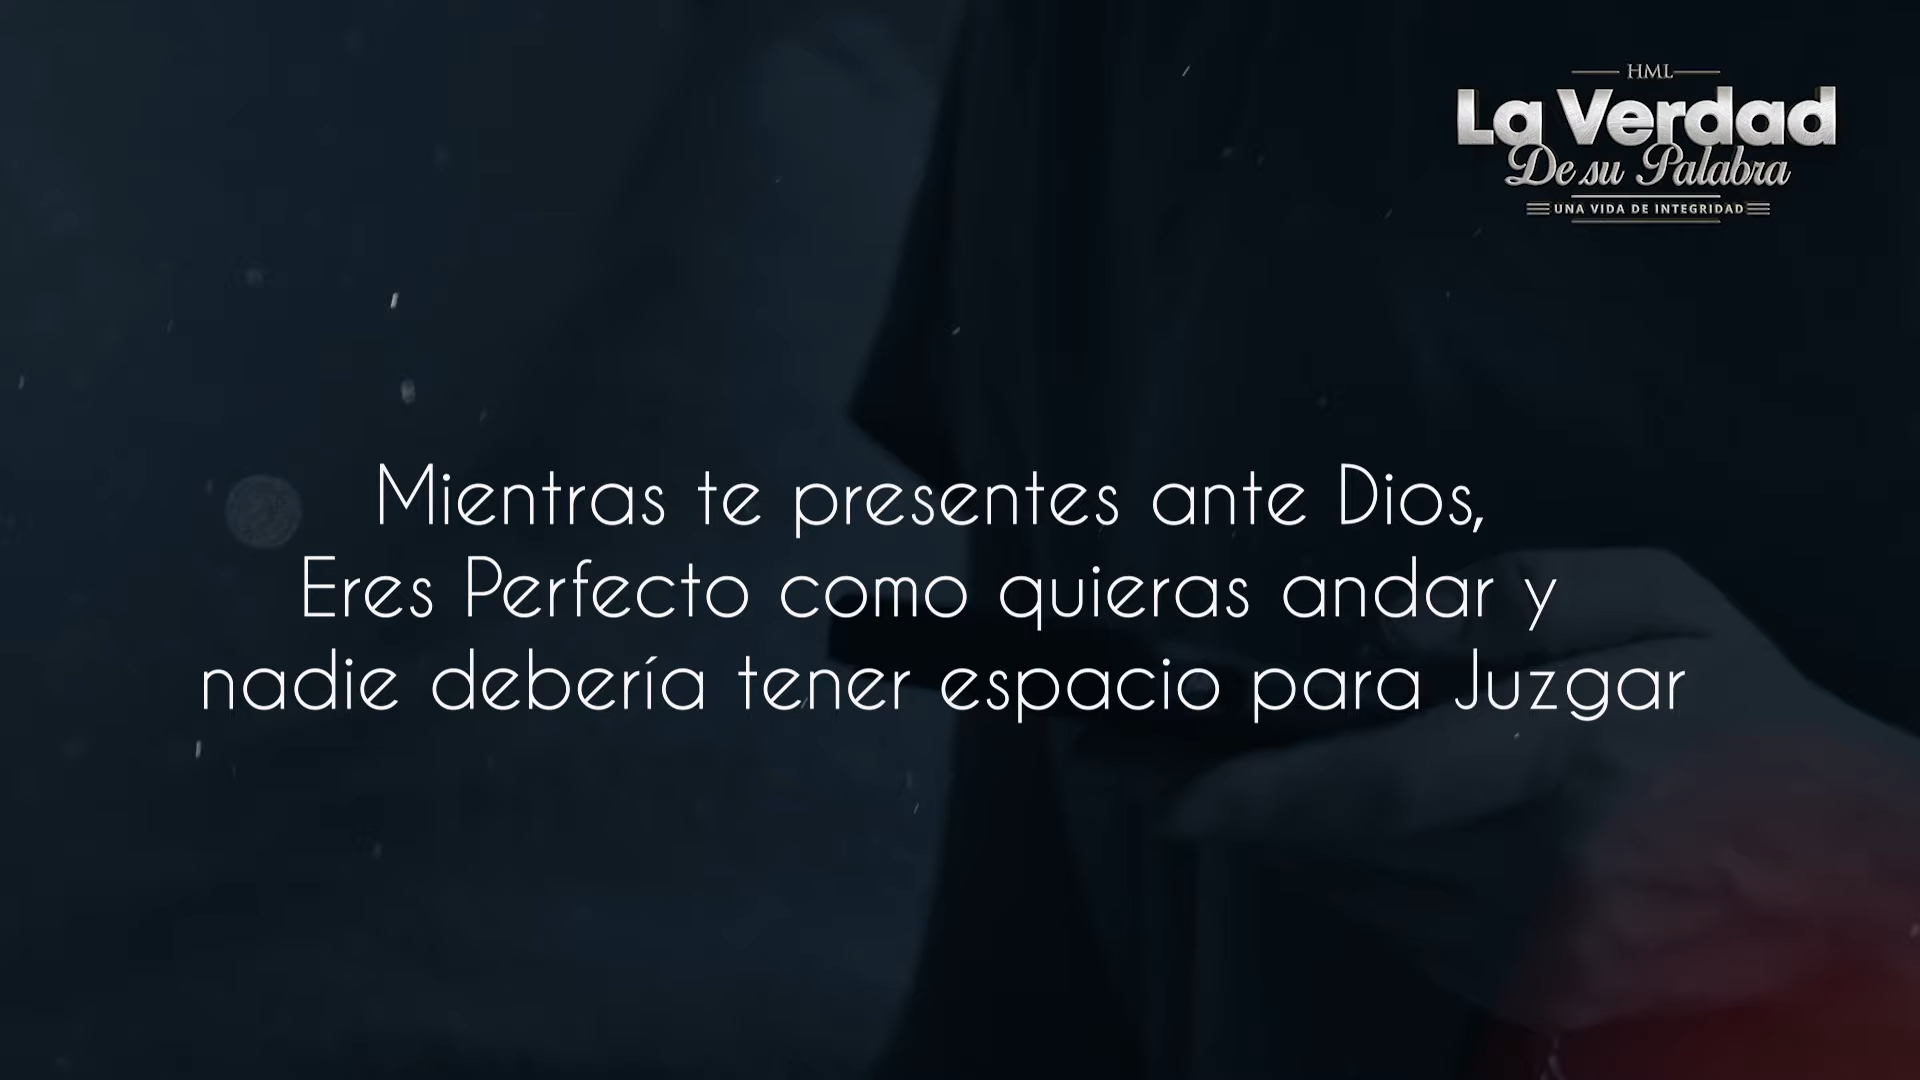 HML
La Verdad
De su Palabra
UNA VIDA DE INTEGRIDAD
Mientras te presentes ante Dios,
Eres Perfecto como quieras andar y
nadie debería tener espacio para Juzgar